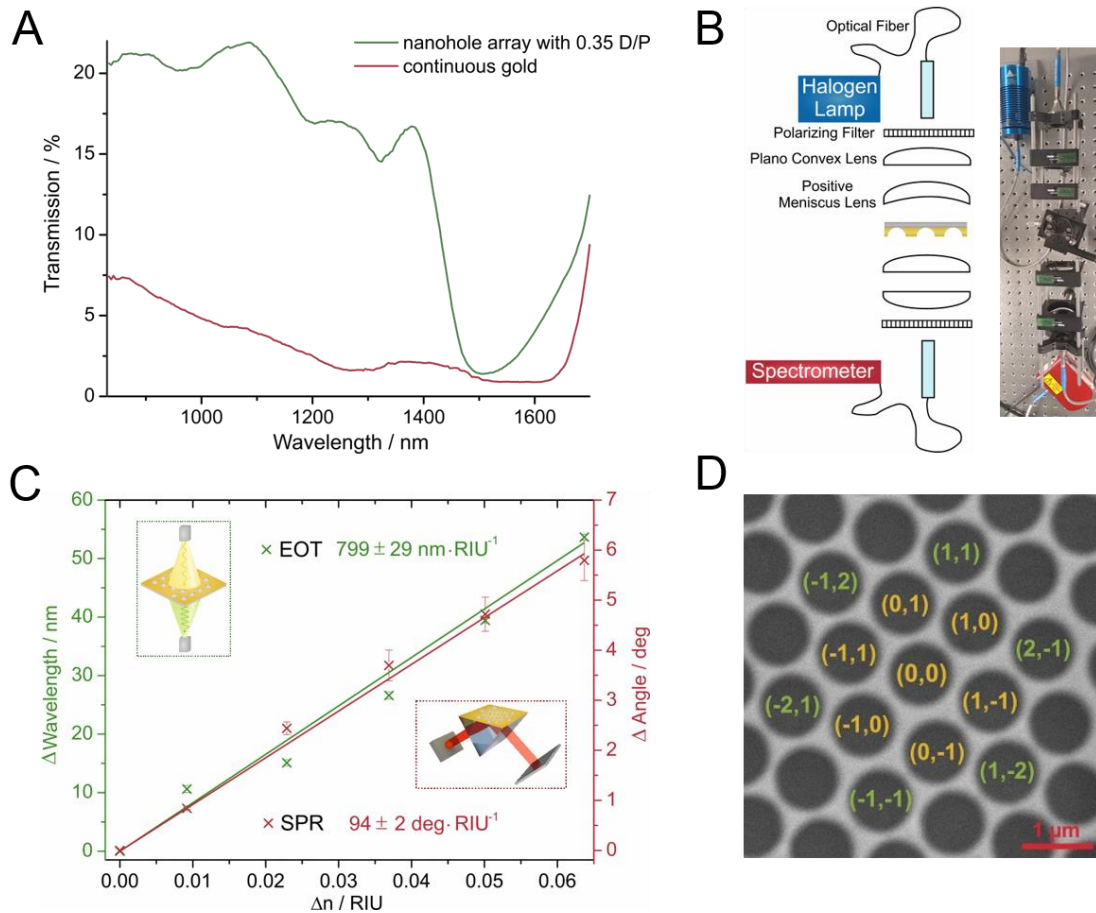 A
nanohole array with 0.35 D/P
continuous gold
Transmission / %
20
15
10
5
0
1000
1200
1400
1600
Wavelength / nm
B
Optical Fiber
Halogen
Lamp
Polarizing Filter
Plano Convex Lens
Positive
Meniscus Lens
Spectrometer
C
Δ Wavelength / nm
60
50
40
30
20
10
0
EOT 799 ± 29 nm·RIU⁻¹
SPR 94 ± 2 deg·RIU⁻¹
7
6
5
4
3
2
1
0
Δ Angle / deg
0.00
0.01
0.02
0.03
0.04
0.05
0.06
Δn / RIU
D
(1,1)
(-1,2)
(0,1)
(1,0)
(-1,1)
(2,-1)
(0,0)
(-2,1)
(1,-1)
(-1,0)
(0,-1)
(1,-2)
(-1,-1)
1 μm